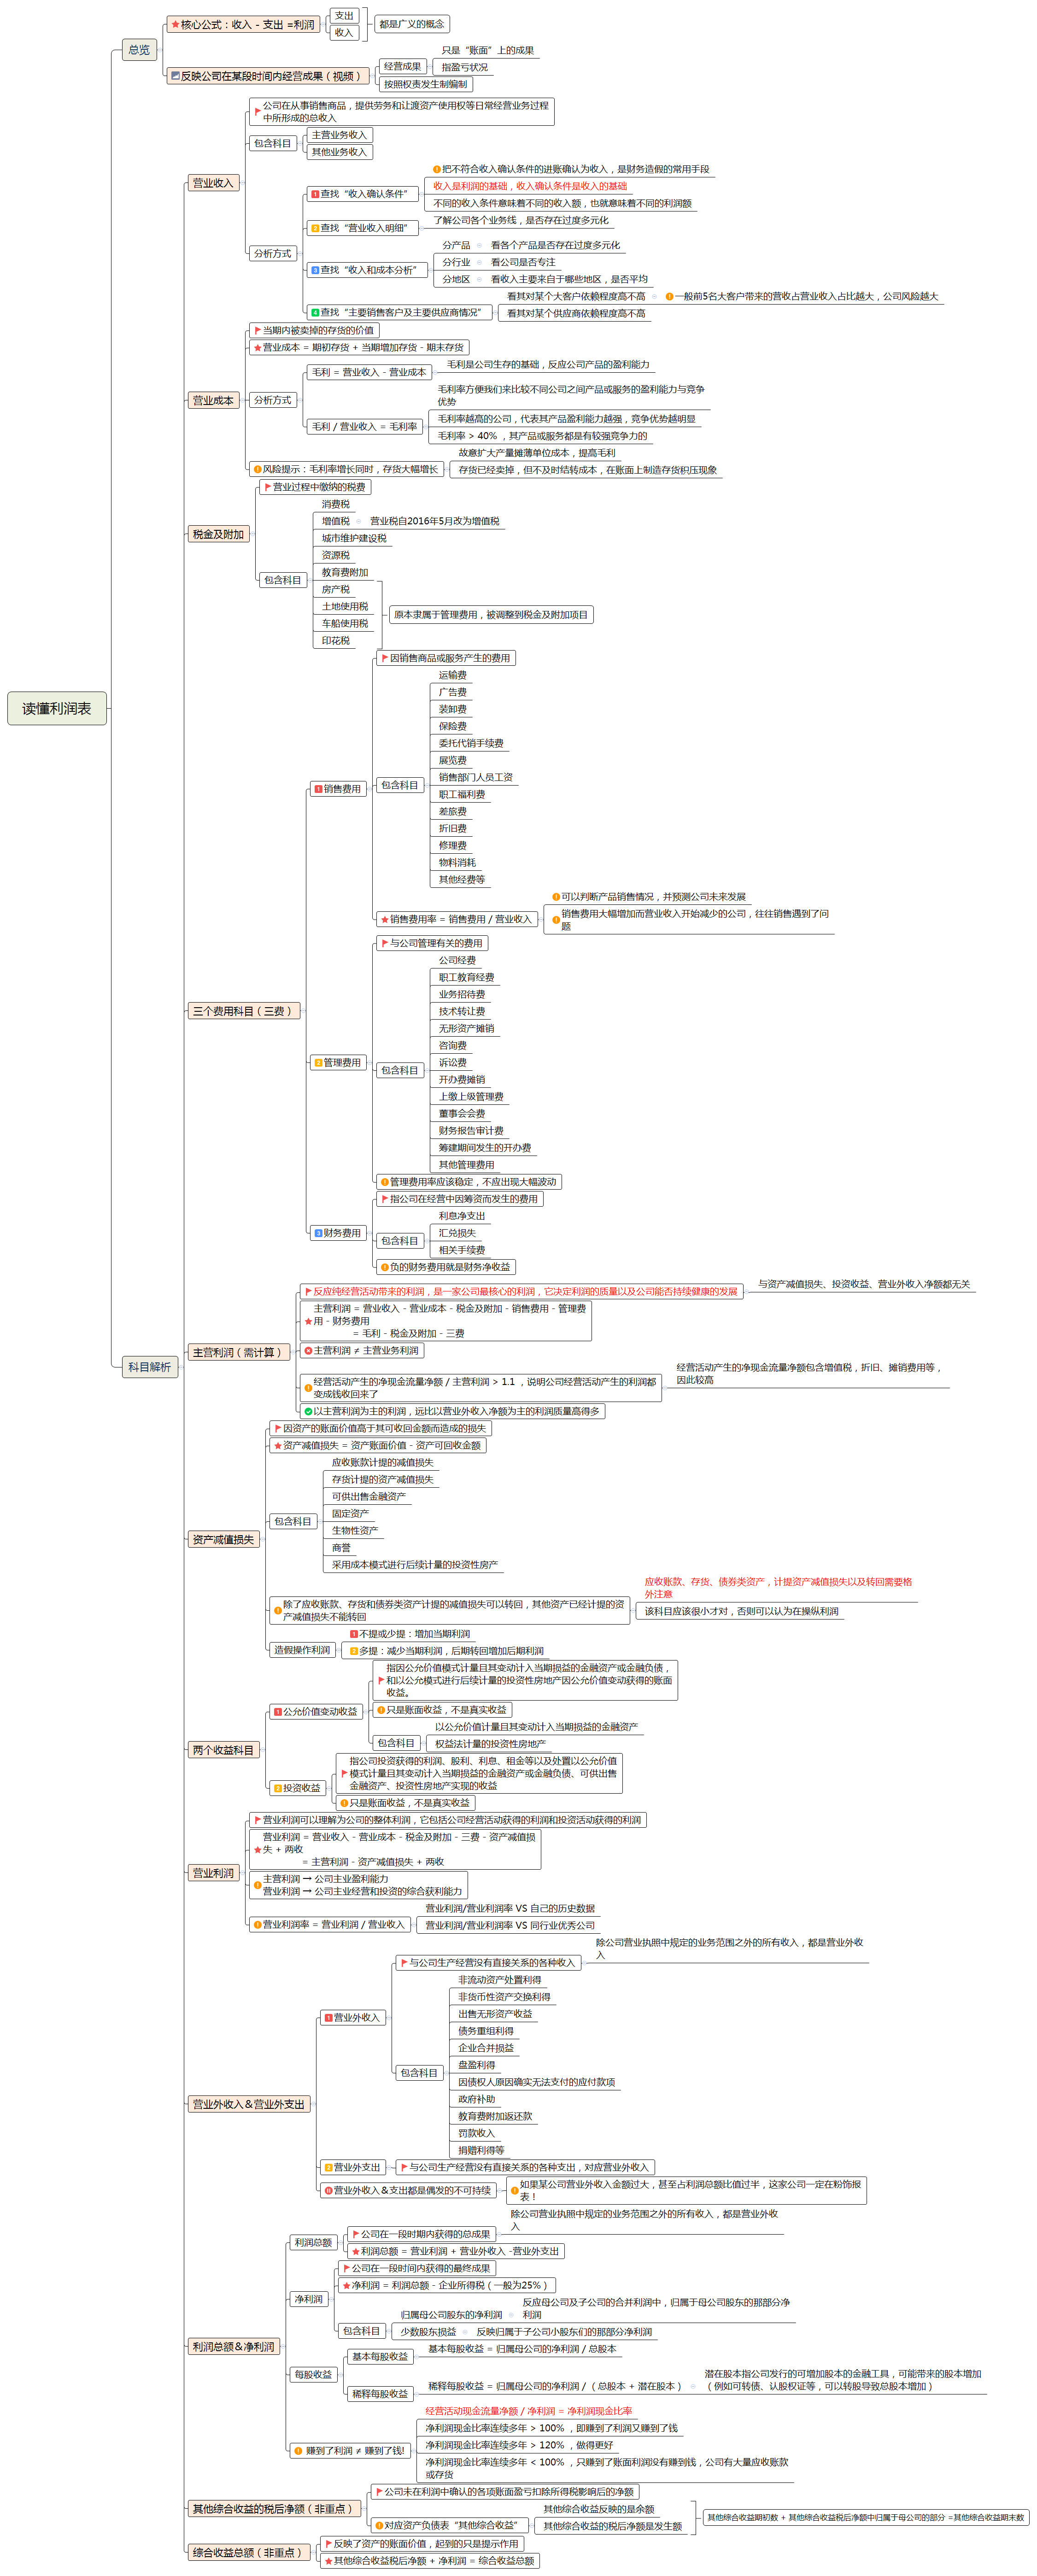 读懂利润表
总览
核心公式：收入 - 支出 =利润
支出
收入
都是广义的概念
反映公司在某段时间内经营成果（视频）
经营成果
只是“账面”上的成果
指盈亏状况
按照权责发生制编制
科目解析
营业收入
公司在从事销售商品，提供劳务和让渡资产使用权等日常经营业务过程
中所形成的总收入
包含科目
主营业务收入
其他业务收入
分析方式
查找“收入确认条件”
把不符合收入确认条件的进账确认为收入，是财务造假的常用手段
收入是利润的基础，收入确认条件是收入的基础
不同的收入条件意味着不同的收入额，也就意味着不同的利润额
查找“营业收入明细”
了解公司各个业务线，是否存在过度多元化
查找“收入和成本分析”
分产品
看各个产品是否存在过度多元化
分行业
看公司是否专注
分地区
看收入主要来自于哪些地区，是否平均
查找“主要销售客户及主要供应商情况”
看其对某个大客户依赖程度高不高
一般前5名大客户带来的营收占营业收入占比越大，公司风险越大
看其对某个供应商依赖程度高不高
营业成本
当期内被卖掉的存货的价值
营业成本 = 期初存货 + 当期增加存货 - 期末存货
分析方式
毛利 = 营业收入 - 营业成本
毛利是公司生存的基础，反应公司产品的盈利能力
毛利 / 营业收入 = 毛利率
毛利率方便我们来比较不同公司之间产品或服务的盈利能力与竞争
优势
毛利率越高的公司，代表其产品盈利能力越强，竞争优势越明显
毛利率 > 40% ，其产品或服务都是有较强竞争力的
风险提示：毛利率增长同时，存货大幅增长
故意扩大产量摊薄单位成本，提高毛利
存货已经卖掉，但不及时结转成本，在账面上制造存货积压现象
税金及附加
营业过程中缴纳的税费
包含科目
消费税
增值税
营业税自2016年5月改为增值税
城市维护建设税
资源税
教育费附加
房产税
土地使用税
车船使用税
印花税
原本隶属于管理费用，被调整到税金及附加项目
三个费用科目（三费）
销售费用
因销售商品或服务产生的费用
包含科目
运输费
广告费
装卸费
保险费
委托代销手续费
展览费
销售部门人员工资
职工福利费
差旅费
折旧费
修理费
物料消耗
其他经费等
销售费用率 = 销售费用 / 营业收入
可以判断产品销售情况，并预测公司未来发展
销售费用大幅增加而营业收入开始减少的公司，往往销售遇到了问
题
管理费用
与公司管理有关的费用
包含科目
公司经费
职工教育经费
业务招待费
技术转让费
无形资产摊销
咨询费
诉讼费
开办费摊销
上缴上级管理费
董事会会费
财务报告审计费
筹建期间发生的开办费
其他管理费用
管理费用率应该稳定，不应出现大幅波动
财务费用
指公司在经营中因筹资而发生的费用
包含科目
利息净支出
汇兑损失
相关手续费
负的财务费用就是财务净收益
主营利润（需计算）
反应纯经营活动带来的利润，是一家公司最核心的利润，它决定利润的质量以及公司能否持续健康的发展
与资产减值损失、投资收益、营业外收入净额都无关
主营利润 = 营业收入 - 营业成本 - 税金及附加 - 销售费用 - 管理费
用 - 财务费用
= 毛利 - 税金及附加 - 三费
主营利润 ≠ 主营业务利润
经营活动产生的净现金流量净额 / 主营利润 > 1.1 ，说明公司经营活动产生的利润都
变成钱收回来了
经营活动产生的净现金流量净额包含增值税，折旧、摊销费用等，
因此较高
以主营利润为主的利润，远比以营业外收入净额为主的利润质量高得多
资产减值损失
因资产的账面价值高于其可收回金额而造成的损失
资产减值损失 = 资产账面价值 - 资产可回收金额
包含科目
应收账款计提的减值损失
存货计提的资产减值损失
可供出售金融资产
固定资产
生物性资产
商誉
采用成本模式进行后续计量的投资性房产
除了应收账款、存货和债券类资产计提的减值损失可以转回，其他资产已经计提的资
产减值损失不能转回
应收账款、存货、债券类资产，计提资产减值损失以及转回需要格
外注意
该科目应该很小才对，否则可以认为在操纵利润
造假操作利润
不提或少提：增加当期利润
多提：减少当期利润，后期转回增加后期利润
两个收益科目
公允价值变动收益
指因公允价值模式计量且其变动计入当期损益的金融资产或金融负债，
和以公允模式进行后续计量的投资性房地产因公允价值变动获得的账面
收益。
只是账面收益，不是真实收益
包含科目
以公允价值计量且其变动计入当期损益的金融资产
权益法计量的投资性房地产
投资收益
指公司投资获得的利润、股利、利息、租金等以及处置以公允价值
模式计量且其变动计入当期损益的金融资产或金融负债、可供出售
金融资产、投资性房地产实现的收益
只是账面收益，不是真实收益
营业利润
营业利润可以理解为公司的整体利润，它包括公司经营活动获得的利润和投资活动获得的利润
营业利润 = 营业收入 - 营业成本 - 税金及附加 - 三费 - 资产减值损
失 + 两收
= 主营利润 - 资产减值损失 + 两收
主营利润 → 公司主业盈利能力
营业利润 → 公司主业经营和投资的综合获利能力
营业利润率 = 营业利润 / 营业收入
营业利润/营业利润率 VS 自己的历史数据
营业利润/营业利润率 VS 同行业优秀公司
营业外收入＆营业外支出
营业外收入
与公司生产经营没有直接关系的各种收入
除公司营业执照中规定的业务范围之外的所有收入，都是营业外收
入
包含科目
非流动资产处置利得
非货币性资产交换利得
出售无形资产收益
债务重组利得
企业合并损益
盘盈利得
因债权人原因确实无法支付的应付款项
政府补助
教育费附加返还款
罚款收入
捐赠利得等
营业外支出
与公司生产经营没有直接关系的各种支出，对应营业外收入
营业外收入＆支出都是偶发的不可持续
如果某公司营业外收入金额过大，甚至占利润总额比值过半，这家公司一定在粉饰报
表！
利润总额＆净利润
利润总额
公司在一段时期内获得的总成果
除公司营业执照中规定的业务范围之外的所有收入，都是营业外收
入
利润总额 = 营业利润 + 营业外收入 -营业外支出
净利润
公司在一段时间内获得的最终成果
净利润 = 利润总额 - 企业所得税（一般为25%）
包含科目
归属母公司股东的净利润
反应母公司及子公司的合并利润中，归属于母公司股东的那部分净
利润
少数股东损益
反映归属于子公司小股东们的那部分净利润
每股收益
基本每股收益
基本每股收益 = 归属母公司的净利润 / 总股本
稀释每股收益
稀释每股收益 = 归属母公司的净利润 / （ 总股本 + 潜在股本 ）
潜在股本指公司发行的可增加股本的金融工具，可能带来的股本增加
（ 例如可转债、认股权证等，可以转股导致总股本增加 ）
赚到了利润 ≠ 赚到了钱!
经营活动现金流量净额 / 净利润 = 净利润现金比率
净利润现金比率连续多年 > 100% ，即赚到了利润又赚到了钱
净利润现金比率连续多年 > 120% ，做得更好
净利润现金比率连续多年 < 100% ，只赚到了账面利润没有赚到钱，公司有大量应收账款
或存货
其他综合收益的税后净额（非重点）
公司未在利润中确认的各项账面盈亏扣除所得税影响后的净额
对应资产负债表“其他综合收益”
其他综合收益反映的是余额
其他综合收益的税后净额是发生额
其他综合收益期初数 + 其他综合收益税后净额中归属于母公司的部分 =其他综合收益期末数
综合收益总额（非重点）
反映了资产的账面价值，起到的只是提示作用
其他综合收益税后净额 + 净利润 = 综合收益总额